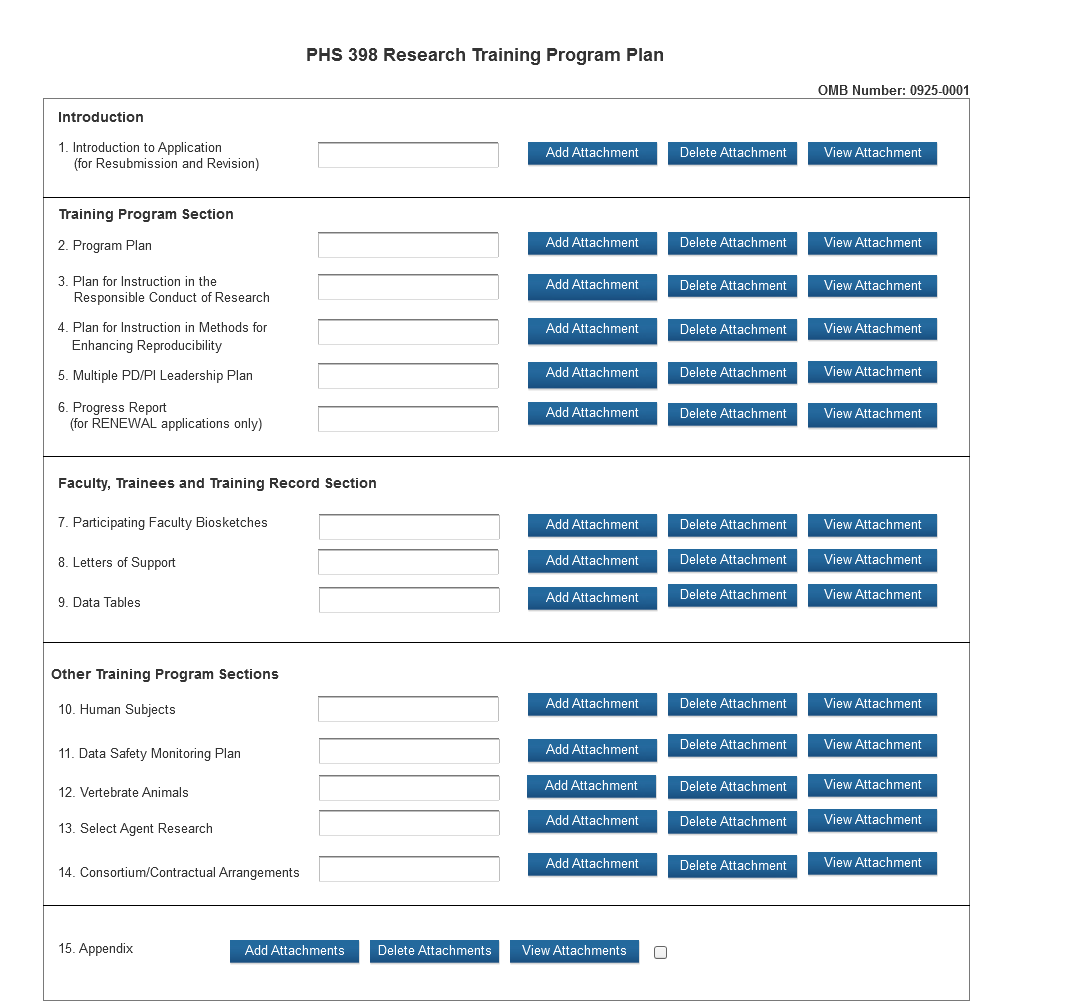 PHS 398 Research Training Program Plan
OMB Number: 0925-0001
Introduction
1. Introduction to Application
(for Resubmission and Revision)
Add Attachment Delete Attachment View Attachment
Training Program Section
2. Program Plan Add Attachment Delete Attachment View Attachment
3. Plan for Instruction in the
Responsible Conduct of Research
Add Attachment Delete Attachment View Attachment
4. Plan for Instruction in Methods for
Enhancing Reproducibility
Add Attachment Delete Attachment View Attachment
5. Multiple PD/PI Leadership Plan Add Attachment Delete Attachment View Attachment
6. Progress Report
(for RENEWAL applications only)
Add Attachment Delete Attachment View Attachment
Faculty, Trainees and Training Record Section
7. Participating Faculty Biosketches Add Attachment Delete Attachment View Attachment
8. Letters of Support Add Attachment Delete Attachment View Attachment
9. Data Tables Add Attachment Delete Attachment View Attachment
Other Training Program Sections
10. Human Subjects Add Attachment Delete Attachment View Attachment
11. Data Safety Monitoring Plan Add Attachment Delete Attachment View Attachment
12. Vertebrate Animals Add Attachment Delete Attachment View Attachment
13. Select Agent Research Add Attachment Delete Attachment View Attachment
14. Consortium/Contractual Arrangements Add Attachment Delete Attachment View Attachment
15. Appendix Add Attachments Delete Attachments View Attachments